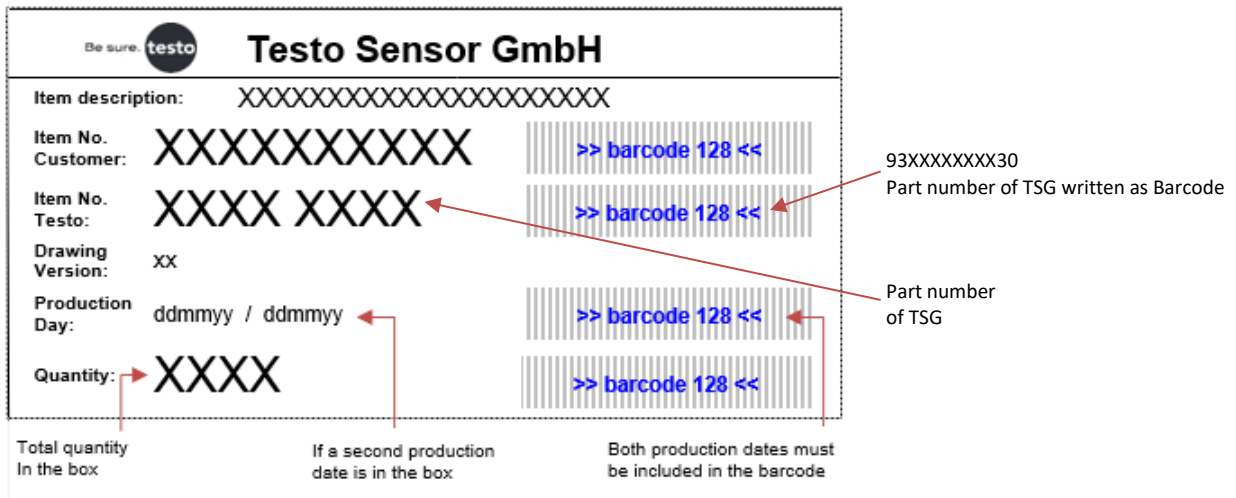 Be sure. testo Testo Sensor GmbH
Item description: XXXXXXXXXXXXXXXXXXXXX
Item No.
Customer: XXXXXXXXXXX >> barcode 128 <<
93XXXXXXXX30
Part number of TSG written as Barcode
Item No.
Testo: XXXX XXXX >> barcode 128 <<
Drawing
Version: xx
Part number
of TSG
Production
Day: ddmmyy / ddmmyy >> barcode 128 <<
Quantity: XXXX >> barcode 128 <<
Total quantity
In the box
If a second production
date is in the box
Both production dates must
be included in the barcode